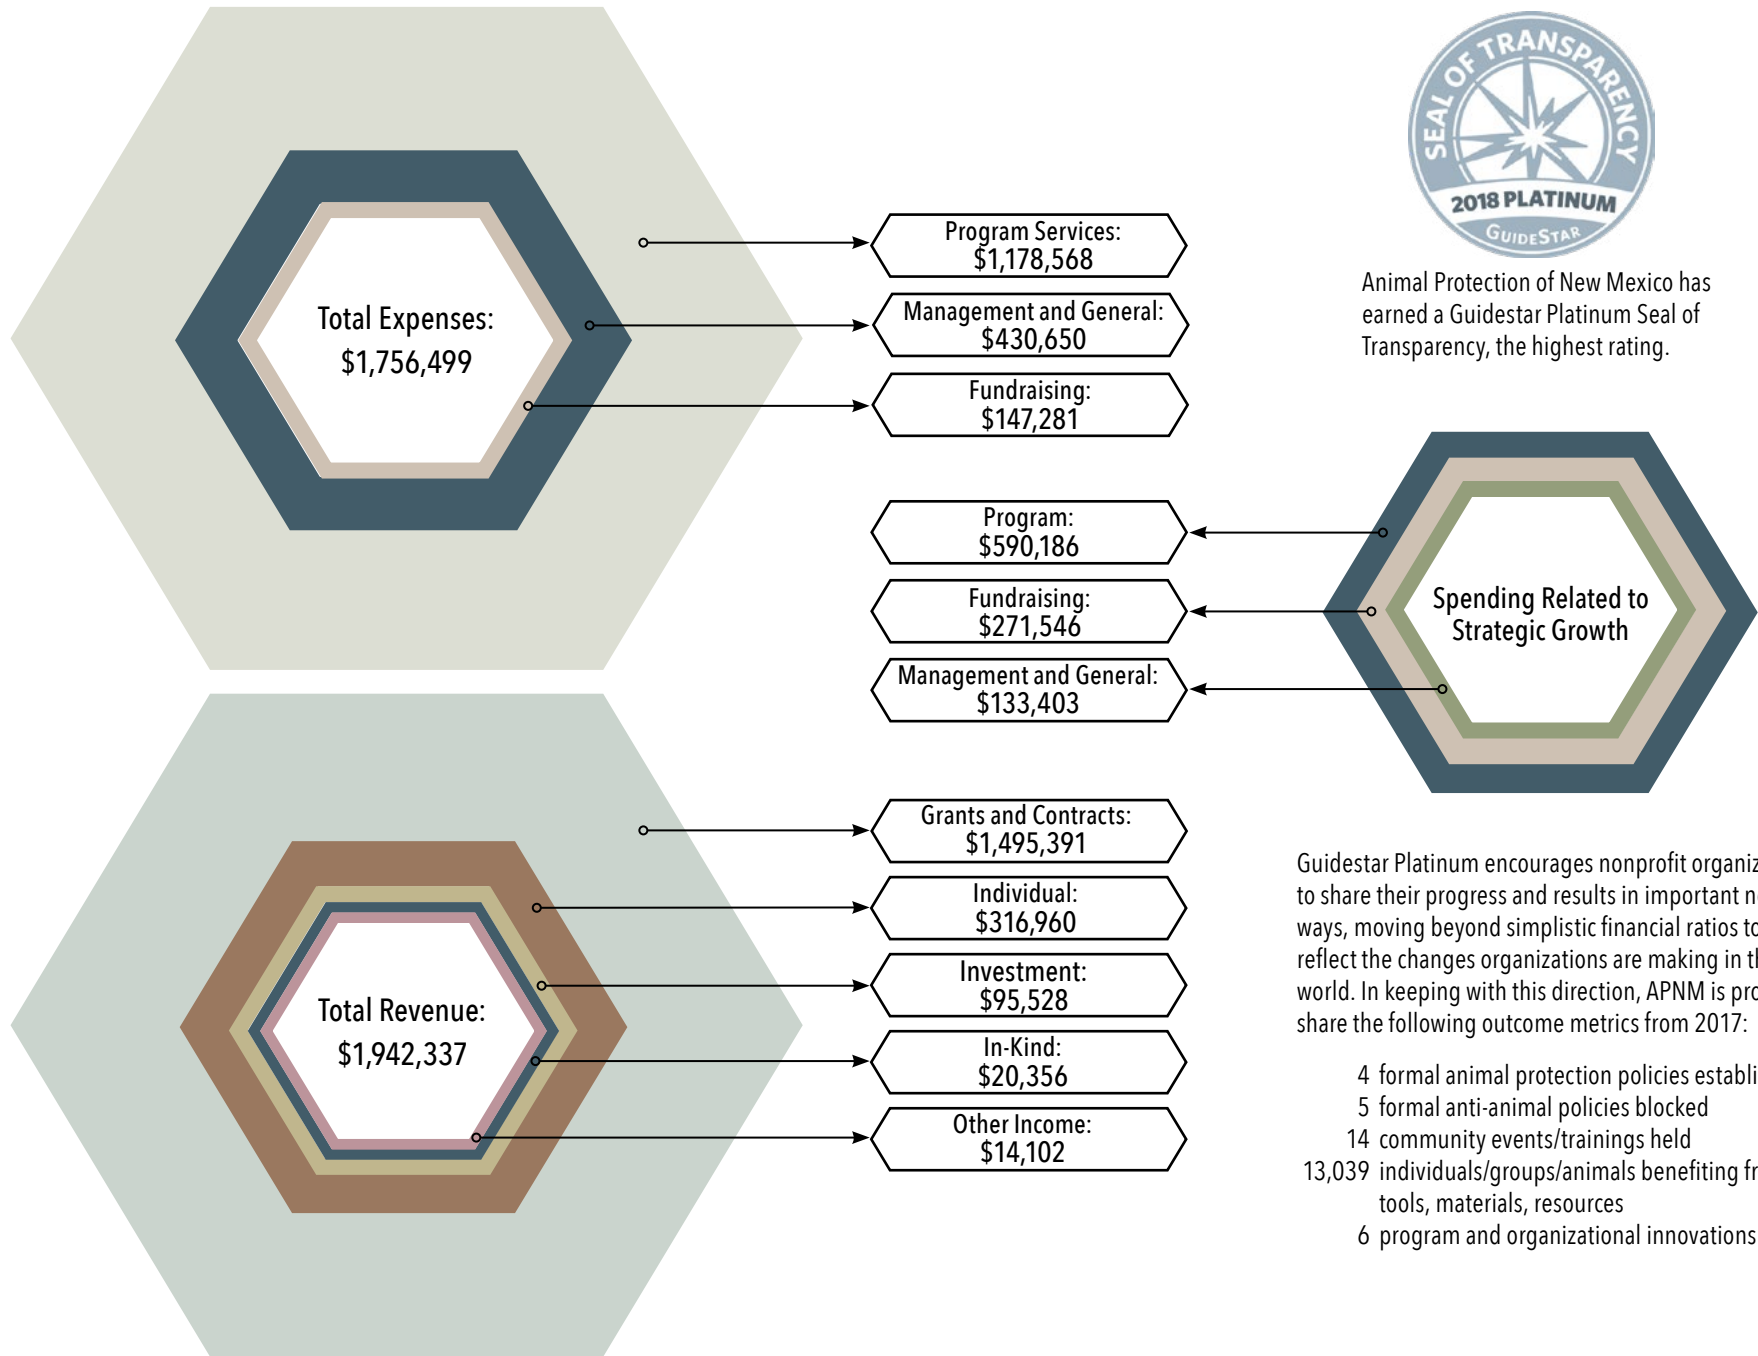 SEAL OF TRANSPARENCY
2018 PLATINUM
GUIDESTAR
Animal Protection of New Mexico has
earned a Guidestar Platinum Seal of
Transparency, the highest rating.
Total Expenses:
$1,756,499
Program Services:
$1,178,568
Management and General:
$430,650
Fundraising:
$147,281
Program:
$590,186
Fundraising:
$271,546
Management and General:
$133,403
Spending Related to
Strategic Growth
Total Revenue:
$1,942,337
Grants and Contracts:
$1,495,391
Individual:
$316,960
Investment:
$95,528
In-Kind:
$20,356
Other Income:
$14,102
Guidestar Platinum encourages nonprofit
to share their progress and results in important
ways, moving beyond simplistic financial ratios to
reflect the changes organizations are making in
world. In keeping with this direction, APNM is
share the following outcome metrics from 2017:
4 formal animal protection policies
5 formal anti-animal policies blocked
14 community events/trainings held
13,039 individuals/groups/animals benefiting
tools, materials, resources
6 program and organizational innovations